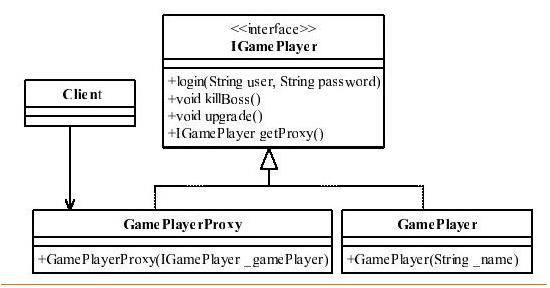 <<interface>>
IGamePlayer
+login(String user, String password)
+void killBoss()
+void upgrade()
+IGamePlayer getProxy()
Client
GamePlayerProxy
+GamePlayerProxy(IGamePlayer _gamePlayer)
GamePlayer
+GamePlayer(String _name)